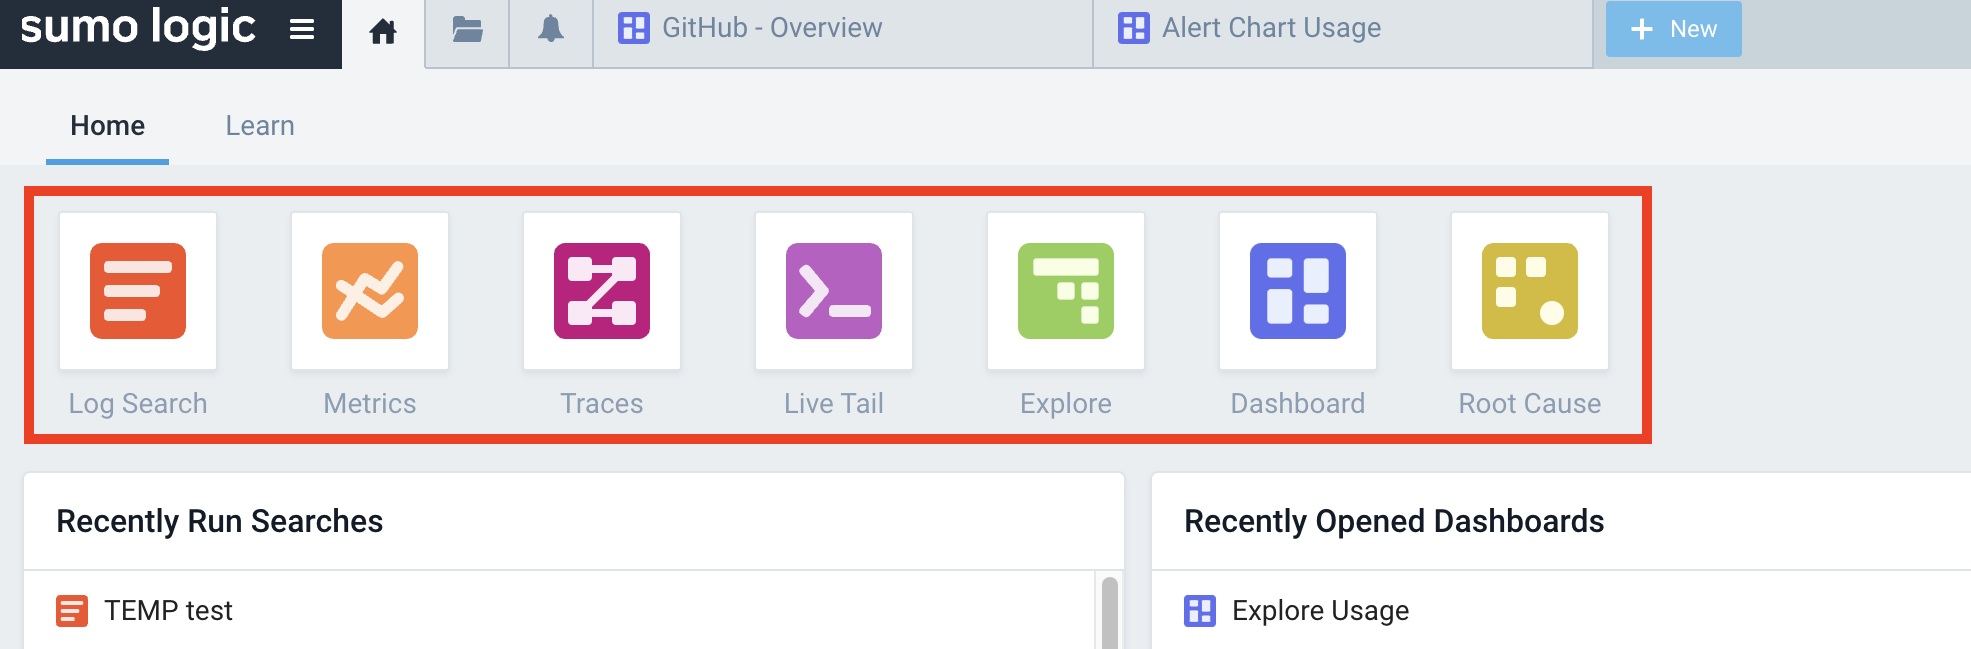 sumo logic
GitHub - Overview
Alert Chart Usage
New
Home
Learn
Log Search
Metrics
Traces
Live Tail
Explore
Dashboard
Root Cause
Recently Run Searches
Recently Opened Dashboards
TEMP test
Explore Usage